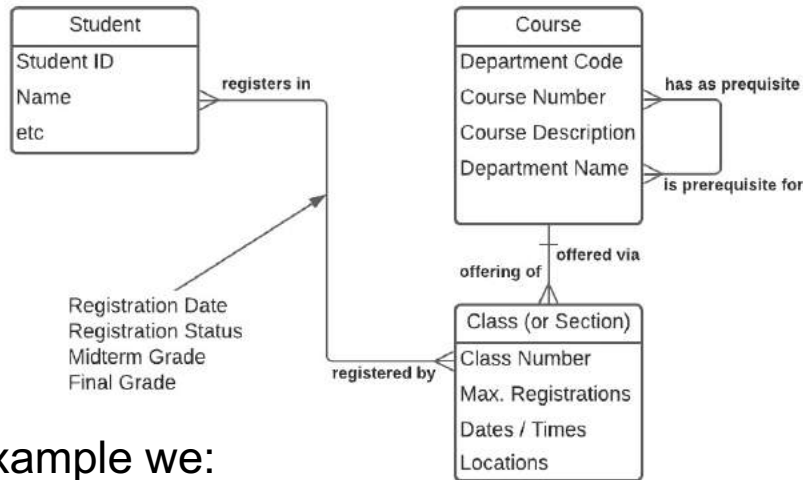 Student
Student ID
Name
etc
registers in
Course
Department Code
Course Number
Course Description
Department Name
has as prequisite
is prerequisite for
offered via
offering of
Registration Date
Registration Status
Midterm Grade
Final Grade
registered by
Class (or Section)
Class Number
Max. Registrations
Dates / Times
Locations
xample we: